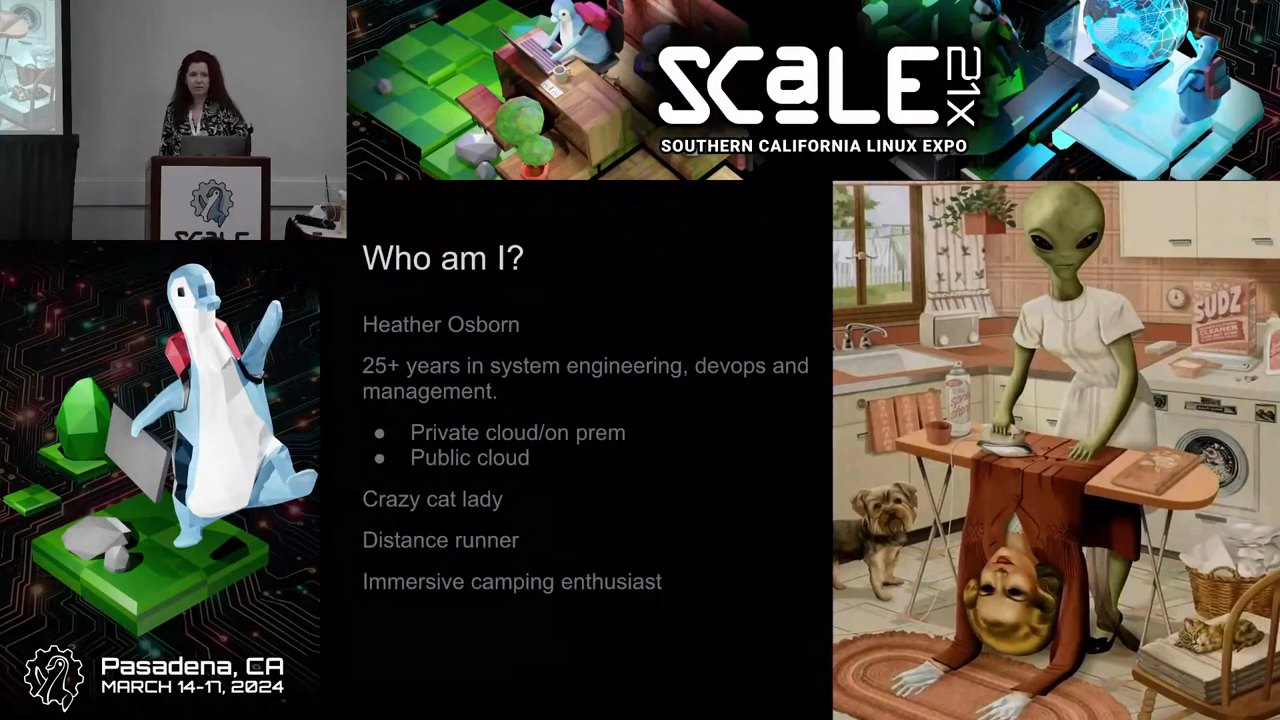 SCALE
SCALE 21X
SOUTHERN CALIFORNIA LINUX EXPO
Who am I?
Heather Osborn
25+ years in system engineering, devops and
management.
● Private cloud/on prem
● Public cloud
Crazy cat lady
Distance runner
Immersive camping enthusiast
SUDZ
CLEANER
Pasadena, CA
MARCH 14-17, 2024